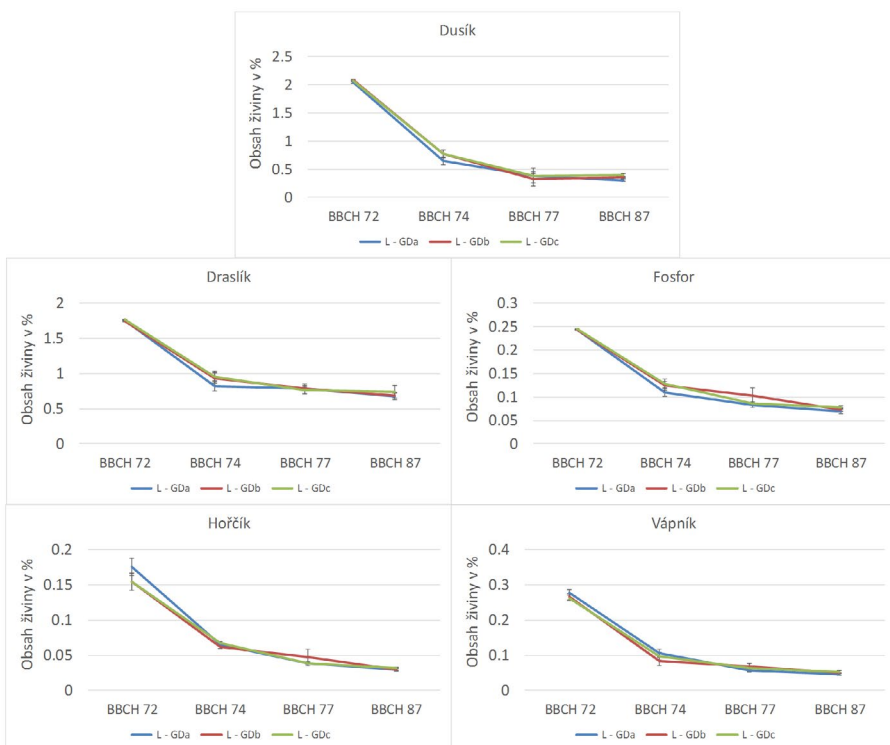 Dusík
Obsah živiny v %
2.5
2
1.5
1
0.5
0
BBCH 72 BBCH 74 BBCH 77 BBCH 87
L - GDa L - GDb L - GDc
Draslík
Obsah živiny v %
2
1.5
1
0.5
0
BBCH 72 BBCH 74 BBCH 77 BBCH 87
L - GDa L - GDb L - GDc
Fosfor
Obsah živiny v %
0.3
0.25
0.2
0.15
0.1
0.05
0
BBCH 72 BBCH 74 BBCH 77 BBCH 87
L - GDa L - GDb L - GDc
Hořčík
Obsah živiny v %
0.2
0.15
0.1
0.05
0
BBCH 72 BBCH 74 BBCH 77 BBCH 87
L - GDa L - GDb L - GDc
Vápník
Obsah živiny v %
0.4
0.3
0.2
0.1
0
BBCH 72 BBCH 74 BBCH 77 BBCH 87
L - GDa L - GDb L - GDc